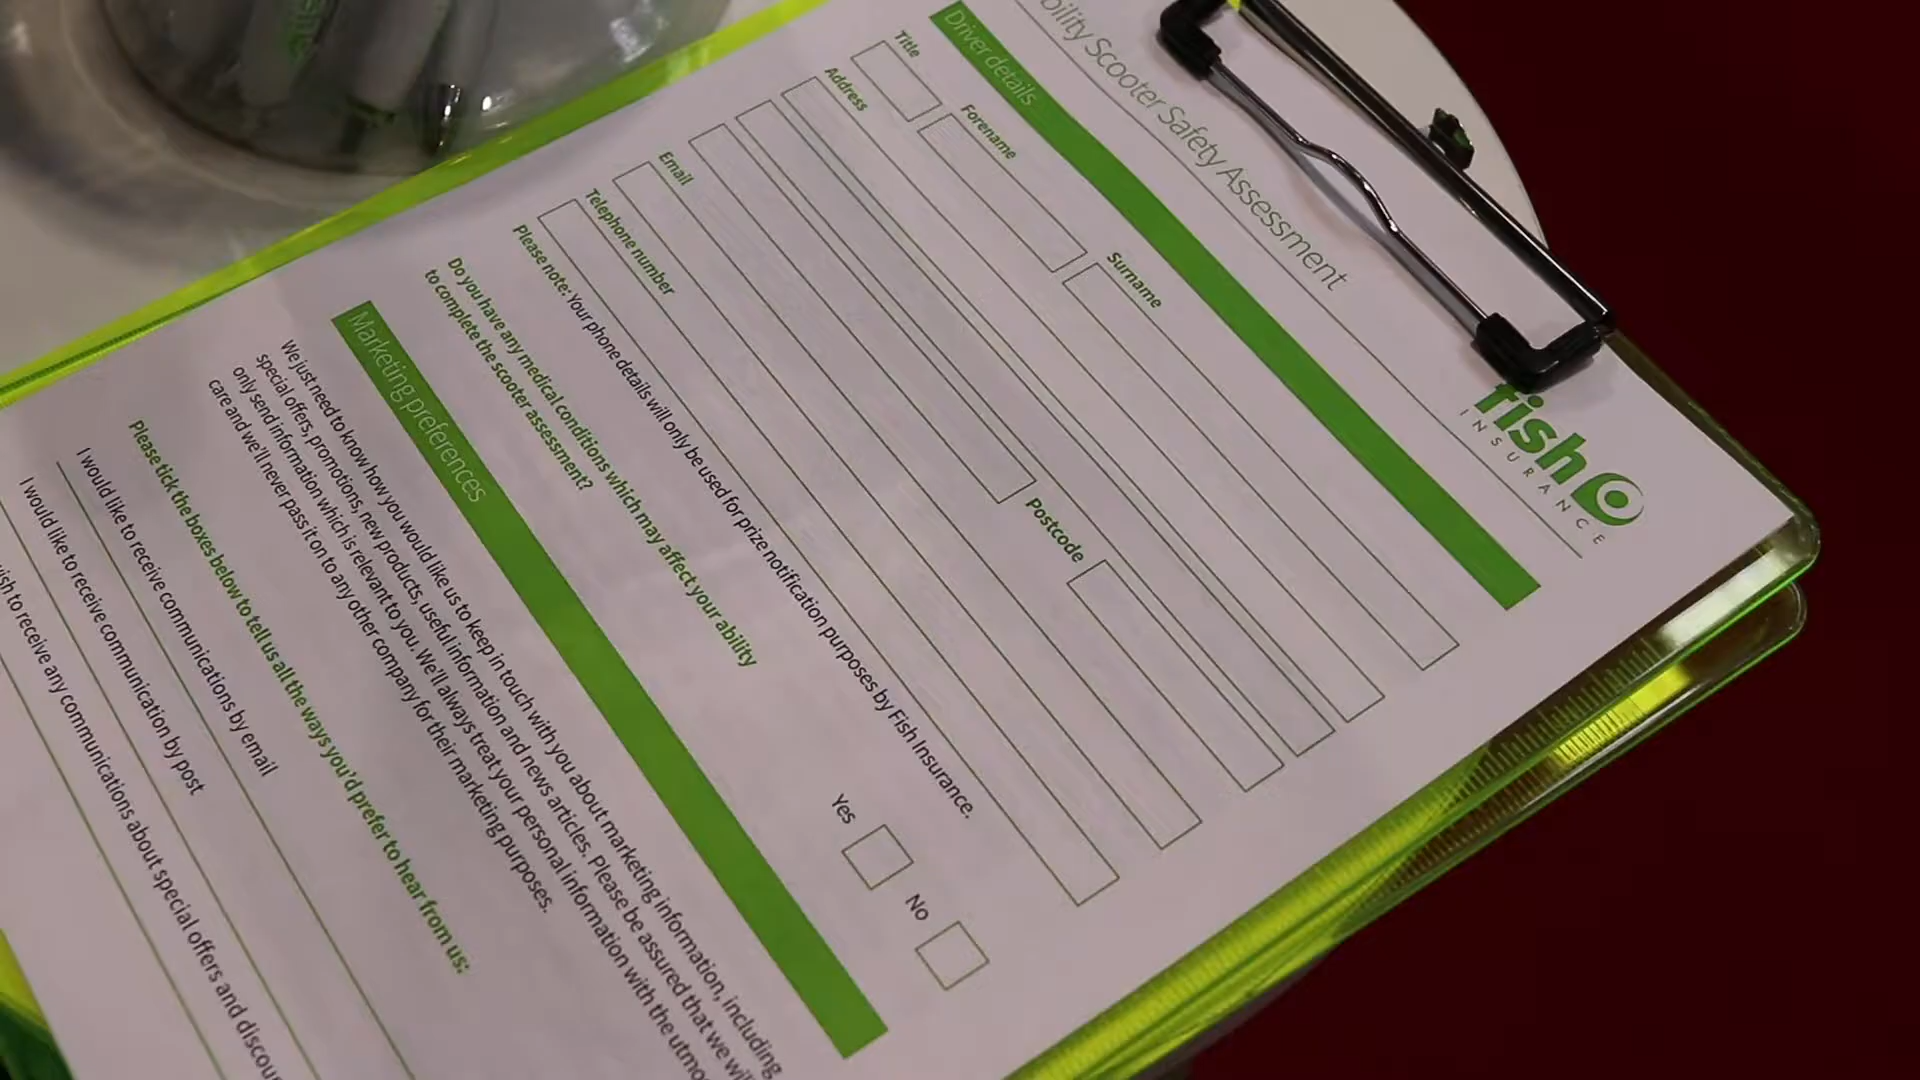 bility Scooter Safety Assessment
fish
INSURANCE
Driver details
Title
Forename
Surname
Address
Postcode
Email
Telephone number
Please note: Your phone details will only be used for prize notification purposes by Fish Insurance.
Do you have any medical conditions which may affect your ability
to complete the scooter assessment?
Yes
No
Marketing preferences
We just need to know how you would like us to keep in touch with you about marketing information, including
special offers, promotions, new products, useful information and news articles. Please be assured that we wil
only send information which is relevant to you. We'll always treat your personal information with the utmo
care and we'll never pass it on to any other company for their marketing purposes.
Please tick the boxes below to tell us all the ways you'd prefer to hear from us:
I would like to receive communications by email
I would like to receive communication by post
ish to receive any communications about special offers and discou